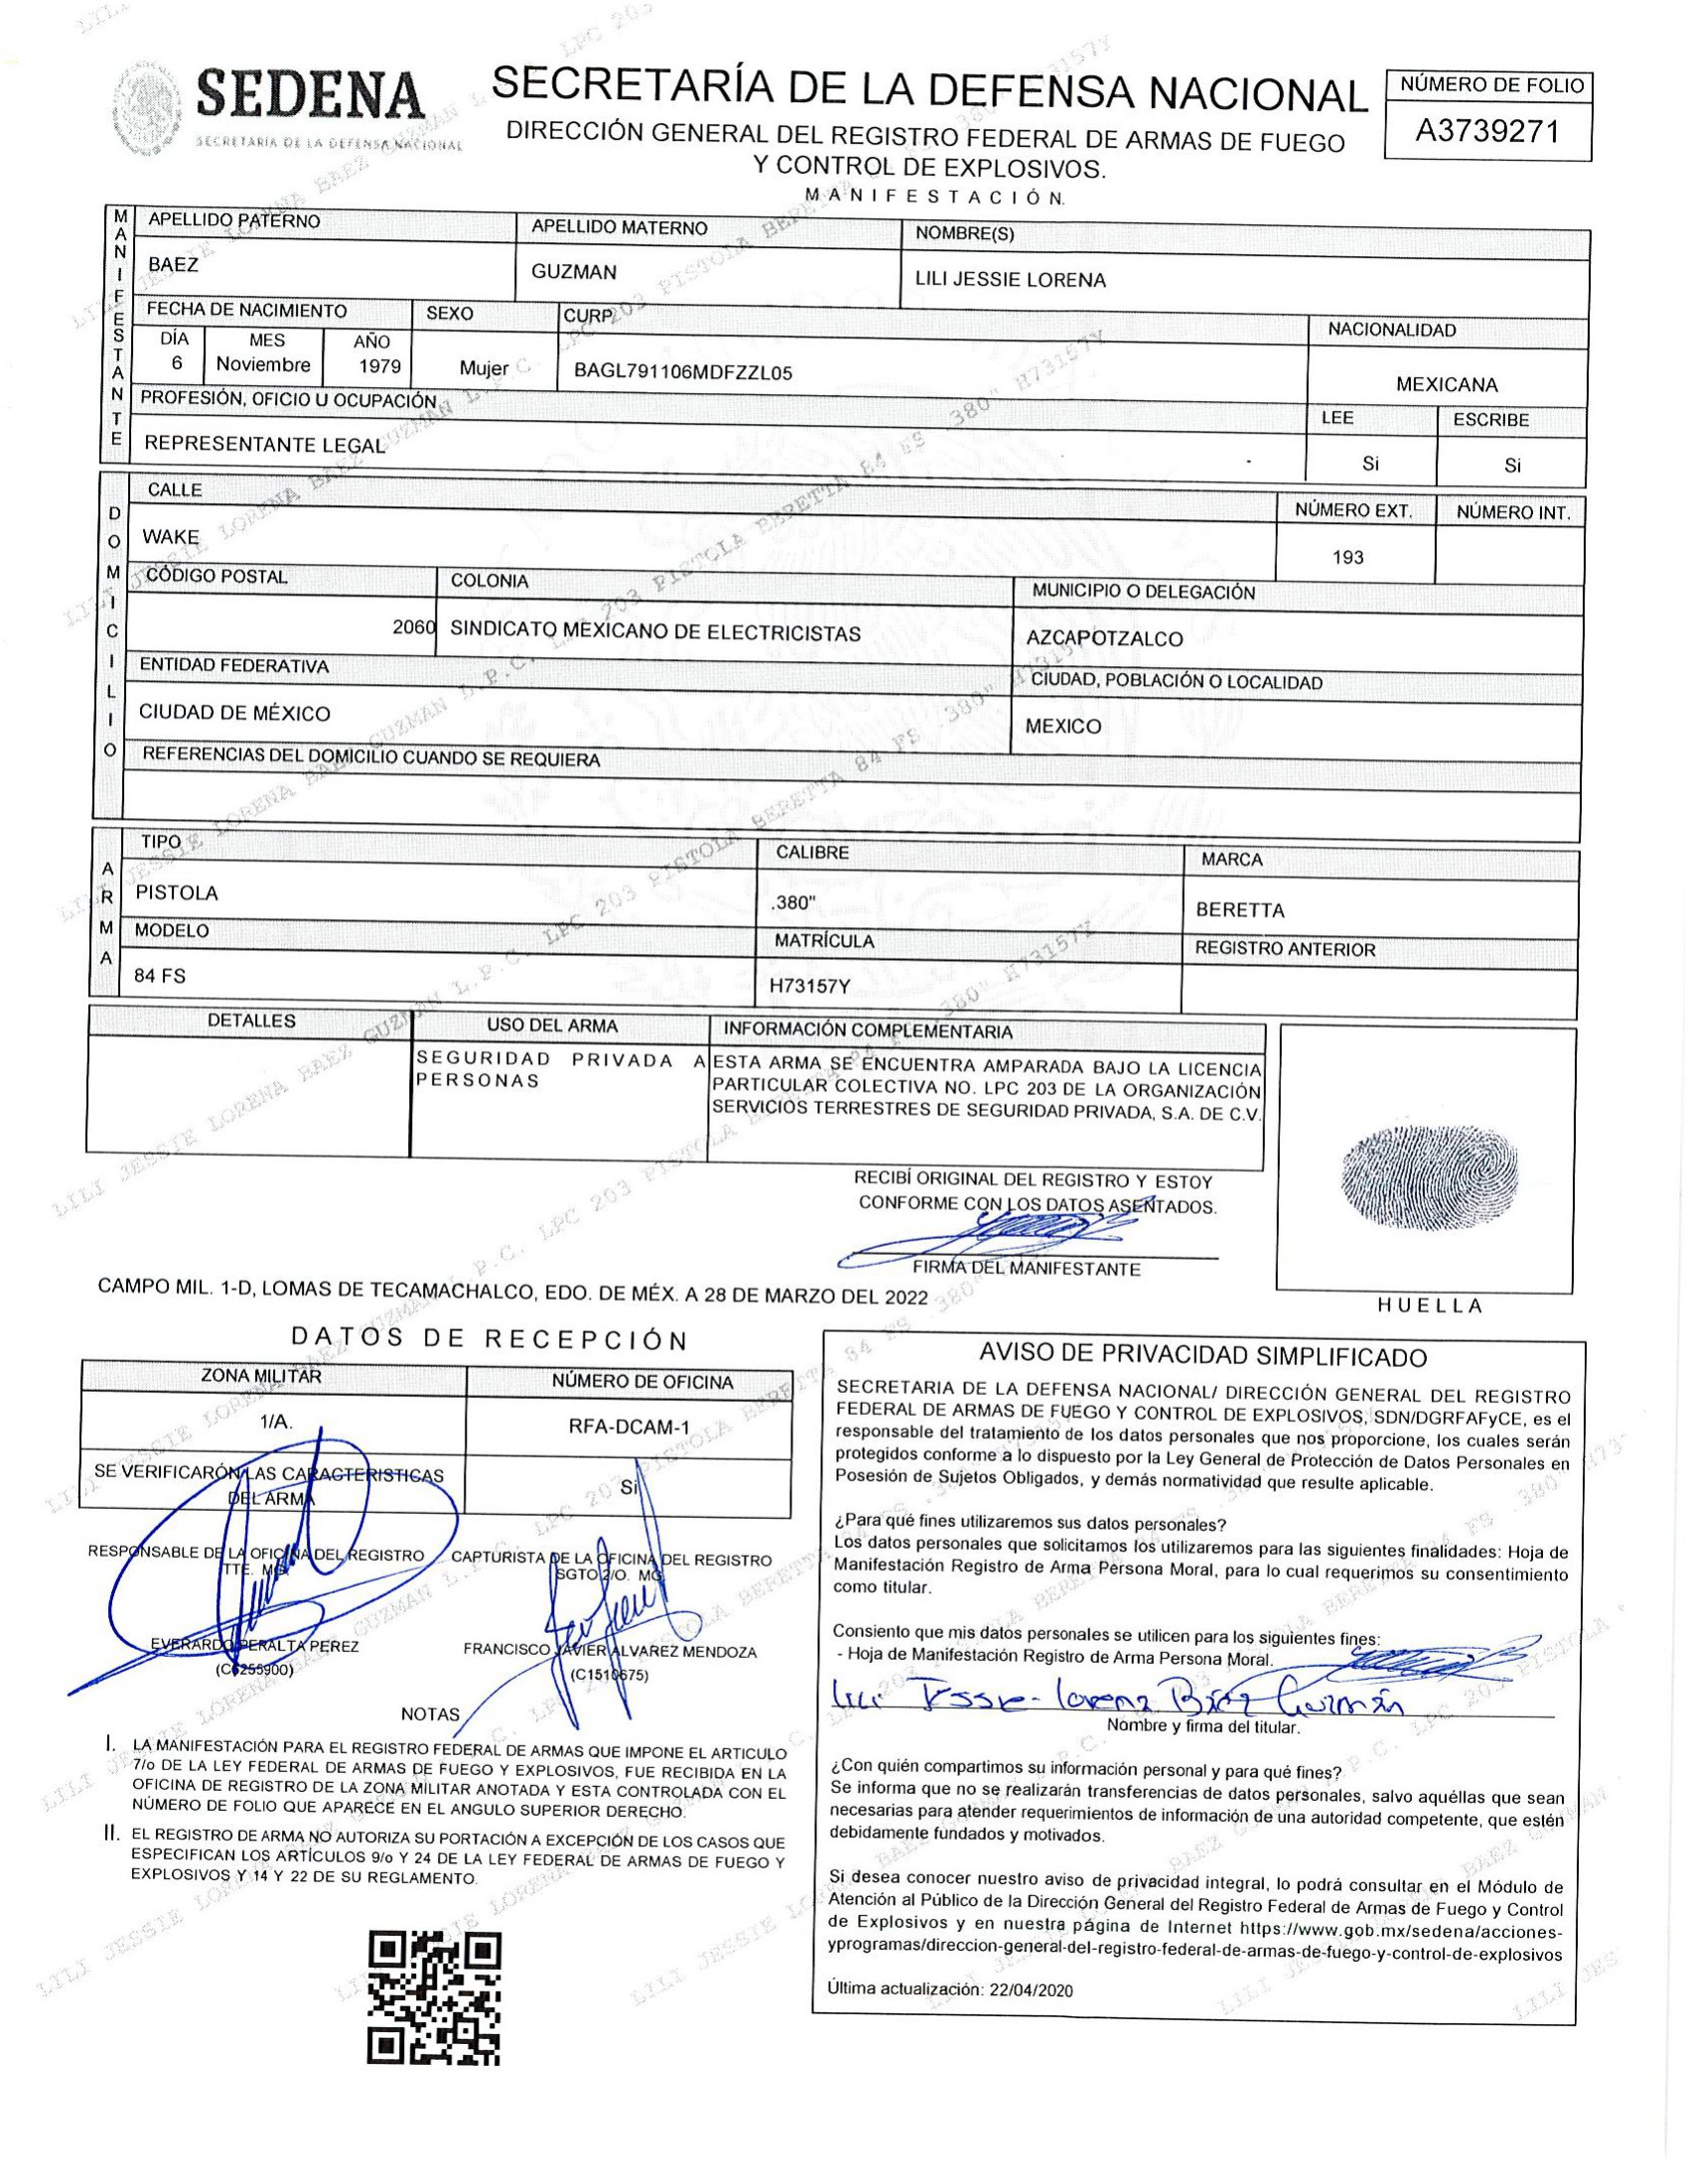 SEDENA
SECRETARÍA DE LA DEFENSA NACIONAL
SECRETARÍA DE LA DEFENSA NACIONAL
DIRECCIÓN GENERAL DEL REGISTRO FEDERAL DE ARMAS DE FUEGO
Y CONTROL DE EXPLOSIVOS.
MANIFESTACIÓN.
NÚMERO DE FOLIO
A3739271
MANIFESTANTE
APELLIDO PATERNO APELLIDO MATERNO NOMBRE(S)
BAEZ GUZMAN LILI JESSIE LORENA
FECHA DE NACIMIENTO SEXO CURP NACIONALIDAD
DÍA MES AÑO
6 Noviembre 1979 Mujer BAGL791106MDFZZL05 MEXICANA
PROFESIÓN, OFICIO U OCUPACIÓN LEE ESCRIBE
REPRESENTANTE LEGAL Si Si
DOMICILIO
CALLE NÚMERO EXT. NÚMERO INT.
WAKE 193
CÓDIGO POSTAL COLONIA MUNICIPIO O DELEGACIÓN
2060 SINDICATO MEXICANO DE ELECTRICISTAS AZCAPOTZALCO
ENTIDAD FEDERATIVA CIUDAD, POBLACIÓN O LOCALIDAD
CIUDAD DE MÉXICO MEXICO
REFERENCIAS DEL DOMICILIO CUANDO SE REQUIERA
ARMA
TIPO CALIBRE MARCA
PISTOLA .380" BERETTA
MODELO MATRÍCULA REGISTRO ANTERIOR
84 FS H73157Y
DETALLES USO DEL ARMA INFORMACIÓN COMPLEMENTARIA
SEGURIDAD PRIVADA A ESTA ARMA SE ENCUENTRA AMPARADA BAJO LA LICENCIA
PERSONAS PARTICULAR COLECTIVA NO. LPC 203 DE LA ORGANIZACIÓN
SERVICIOS TERRESTRES DE SEGURIDAD PRIVADA, S.A. DE C.V.
RECIBÍ ORIGINAL DEL REGISTRO Y ESTOY
CONFORME CON LOS DATOS ASENTADOS.
FIRMA DEL MANIFESTANTE
HUELLA
CAMPO MIL. 1-D, LOMAS DE TECAMACHALCO, EDO. DE MÉX. A 28 DE MARZO DEL 2022
DATOS DE RECEPCIÓN
ZONA MILITAR NÚMERO DE OFICINA
1/A. RFA-DCAM-1
SE VERIFICARÓN LAS CARACTERISTICAS
DEL ARMA Si
RESPONSABLE DE LA OFICINA DEL REGISTRO CAPTURISTA DE LA OFICINA DEL REGISTRO
TTE. MG. SGTO 2/O. MG.
EVERARDO PERALTA PEREZ FRANCISCO JAVIER ALVAREZ MENDOZA
(C6255900) (C1510675)
NOTAS
I. LA MANIFESTACIÓN PARA EL REGISTRO FEDERAL DE ARMAS QUE IMPONE EL ARTICULO
7/o DE LA LEY FEDERAL DE ARMAS DE FUEGO Y EXPLOSIVOS, FUE RECIBIDA EN LA
OFICINA DE REGISTRO DE LA ZONA MILITAR ANOTADA Y ESTA CONTROLADA CON EL
NÚMERO DE FOLIO QUE APARECE EN EL ANGULO SUPERIOR DERECHO.
II. EL REGISTRO DE ARMA NO AUTORIZA SU PORTACIÓN A EXCEPCIÓN DE LOS CASOS QUE
ESPECIFICAN LOS ARTÍCULOS 9/o Y 24 DE LA LEY FEDERAL DE ARMAS DE FUEGO Y
EXPLOSIVOS Y 14 Y 22 DE SU REGLAMENTO.
AVISO DE PRIVACIDAD SIMPLIFICADO
SECRETARIA DE LA DEFENSA NACIONAL/ DIRECCIÓN GENERAL DEL REGISTRO
FEDERAL DE ARMAS DE FUEGO Y CONTROL DE EXPLOSIVOS, SDN/DGRFAFyCE, es el
responsable del tratamiento de los datos personales que nos proporcione, los cuales serán
protegidos conforme a lo dispuesto por la Ley General de Protección de Datos Personales en
Posesión de Sujetos Obligados, y demás normatividad que resulte aplicable.
¿Para qué fines utilizaremos sus datos personales?
Los datos personales que solicitamos los utilizaremos para las siguientes finalidades: Hoja de
Manifestación Registro de Arma Persona Moral, para lo cual requerimos su consentimiento
como titular.
Consiento que mis datos personales se utilicen para los siguientes fines:
- Hoja de Manifestación Registro de Arma Persona Moral.
Lili Jessie Lorena Báez Guzmán
Nombre y firma del titular.
¿Con quién compartimos su información personal y para qué fines?
Se informa que no se realizarán transferencias de datos personales, salvo aquéllas que sean
necesarias para atender requerimientos de información de una autoridad competente, que estén
debidamente fundados y motivados.
Si desea conocer nuestro aviso de privacidad integral, lo podrá consultar en el Módulo de
Atención al Público de la Dirección General del Registro Federal de Armas de Fuego y Control
de Explosivos y en nuestra página de Internet https://www.gob.mx/sedena/acciones-
yprogramas/direccion-general-del-registro-federal-de-armas-de-fuego-y-control-de-explosivos
Última actualización: 22/04/2020
LILI JESSIE LORENA BAEZ GUZMAN L.P.C. LPC 203 PISTOLA BERETTA 84 FS .380" H73157Y